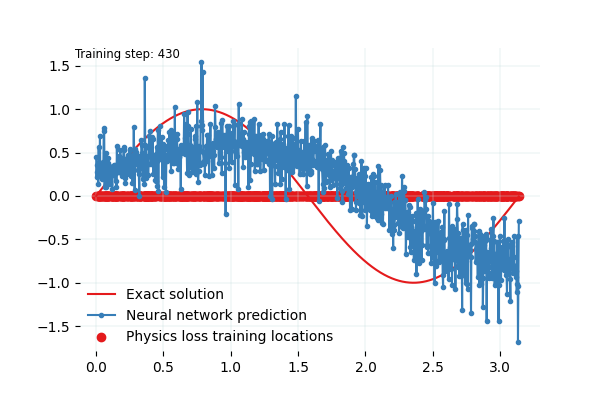 Training step: 430
1.5
1.0
0.5
0.0
−0.5
−1.0
−1.5
Exact solution
Neural network prediction
Physics loss training locations
0.0 0.5 1.0 1.5 2.0 2.5 3.0